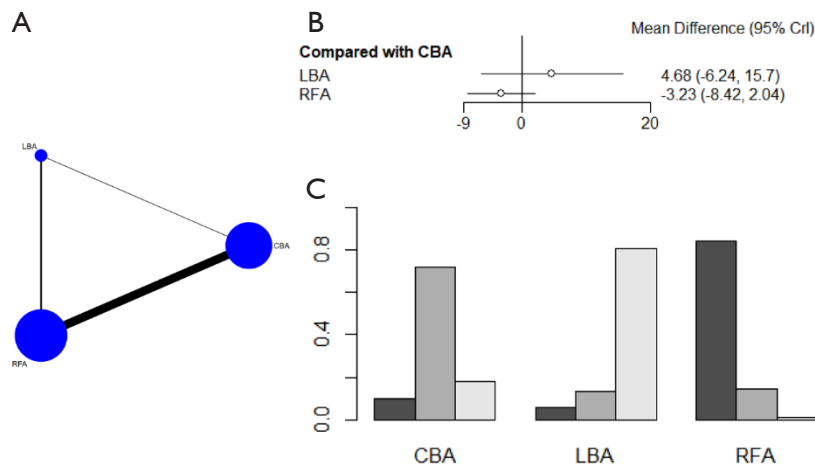 A
LBA
CBA
RFA
B
Mean Difference (95% Crl)
Compared with CBA
LBA 4.68 (-6.24, 15.7)
RFA -3.23 (-8.42, 2.04)
-9 0 20
C
0.8
0.4
0.0
CBA LBA RFA